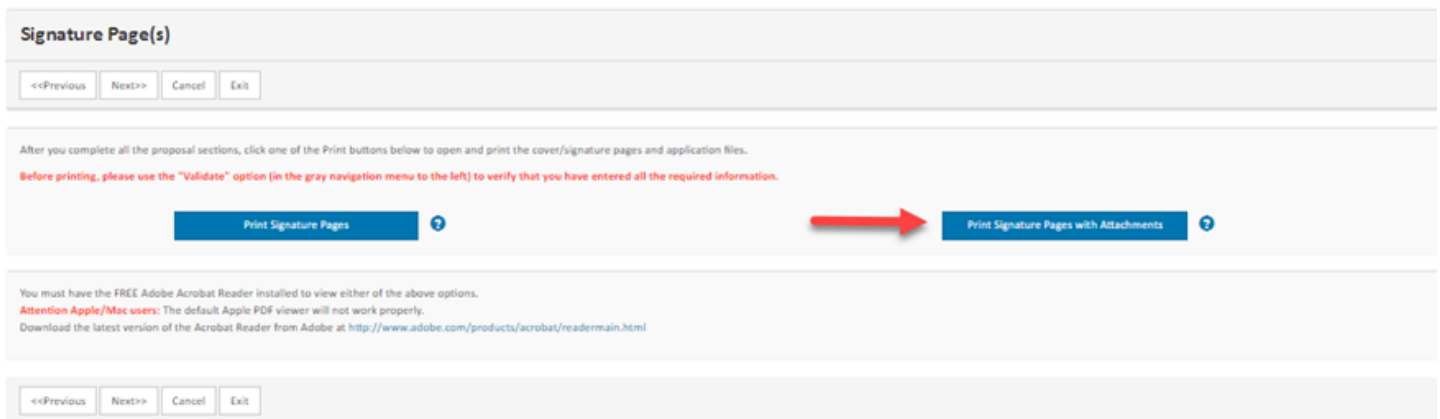 Signature Page(s)
<<Previous Next>> Cancel Exit
After you complete all the proposal sections, click one of the Print buttons below to open and print the cover/signature pages and application files.
Before printing, please use the "Validate" option (in the gray navigation menu to the left) to verify that you have entered all the required information.
Print Signature Pages ? Print Signature Pages with Attachments ?
You must have the FREE Adobe Acrobat Reader installed to view either of the above options.
Attention Apple/Mac users: The default Apple PDF viewer will not work properly.
Download the latest version of the Acrobat Reader from Adobe at http://www.adobe.com/products/acrobat/readermain.html
<<Previous Next>> Cancel Exit